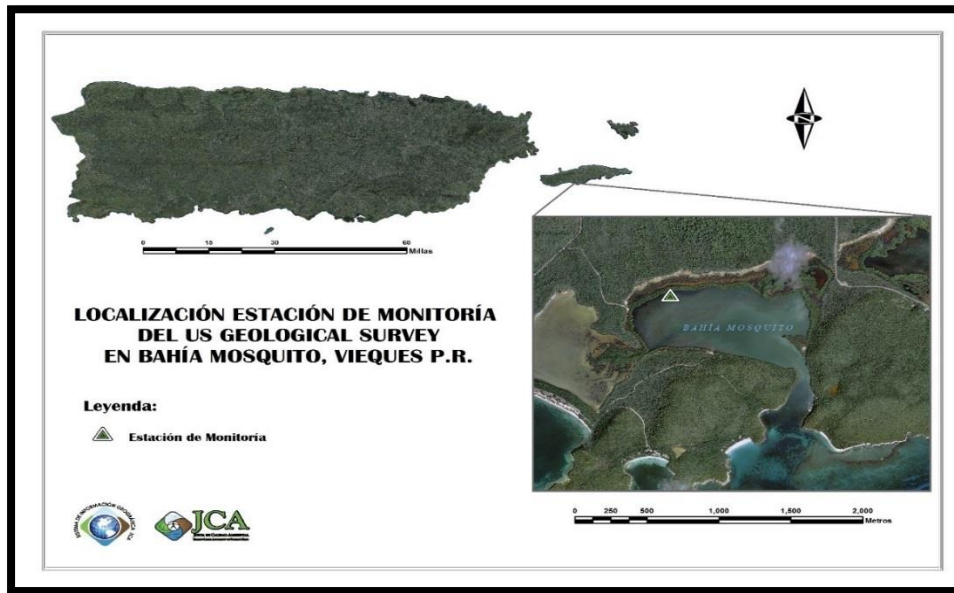 N
0 15 30 60
Millas
LOCALIZACIÓN ESTACIÓN DE MONITORÍA
DEL US GEOLOGICAL SURVEY
EN BAHÍA MOSQUITO, VIEQUES P.R.
BAHÍA MOSQUITO
Leyenda:
Estación de Monitoría
JCA
0 250 500 1,000 1,500 2,000
Metros